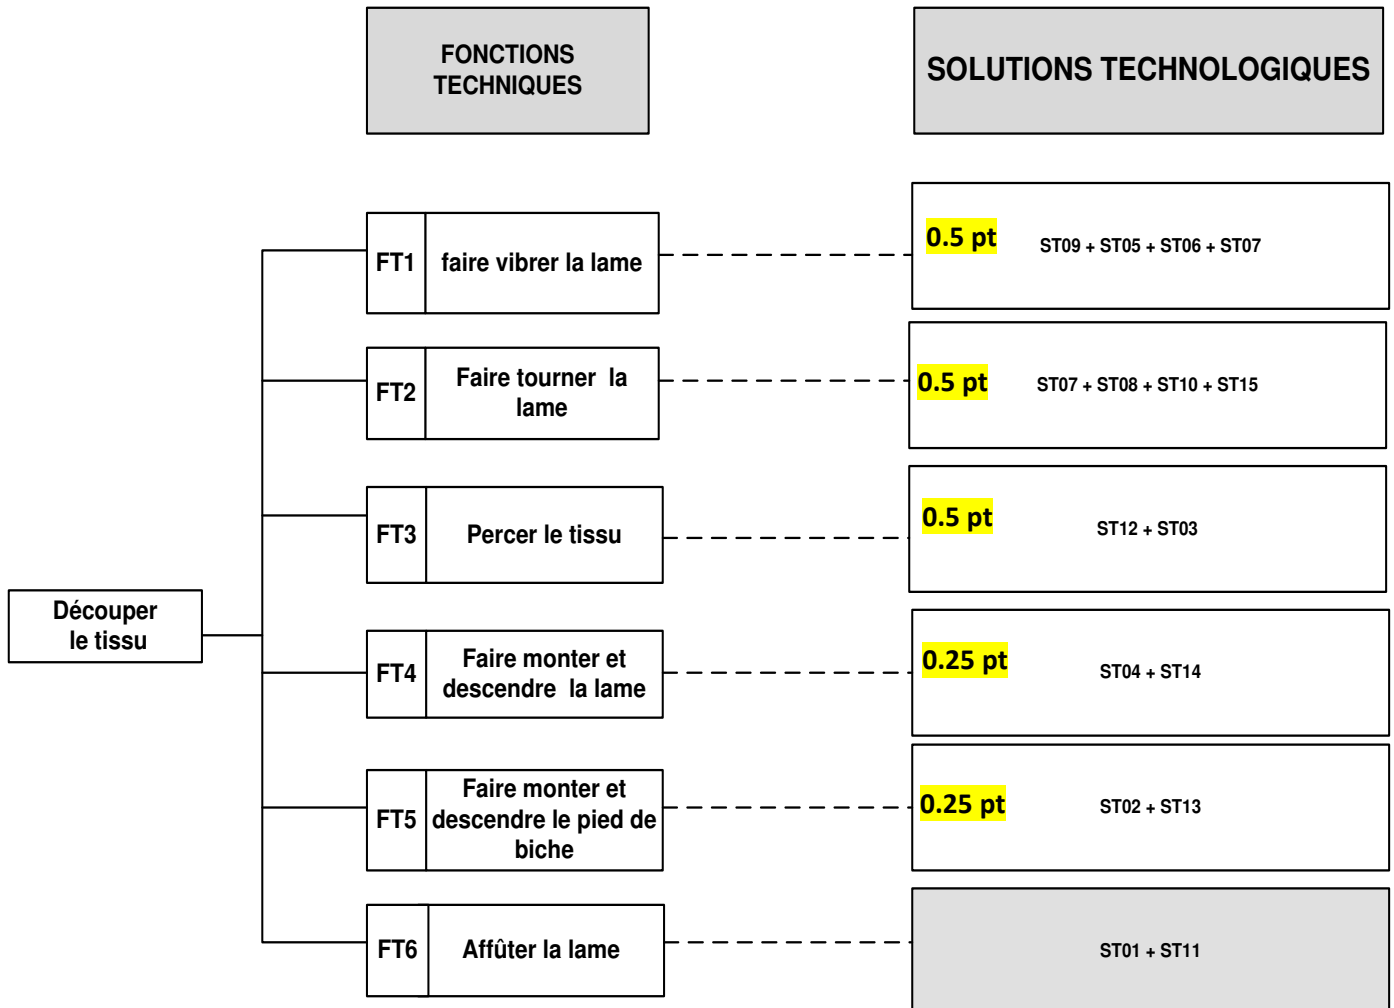 FONCTIONS
TECHNIQUES
SOLUTIONS TECHNOLOGIQUES
FT1
faire vibrer la lame
0.5 pt
ST09 + ST05 + ST06 + ST07
FT2
Faire tourner la
lame
0.5 pt
ST07 + ST08 + ST10 + ST15
FT3
Percer le tissu
0.5 pt
ST12 + ST03
Découper
le tissu
FT4
Faire monter et
descendre la lame
0.25 pt
ST04 + ST14
FT5
Faire monter et
descendre le pied de
biche
0.25 pt
ST02 + ST13
FT6
Affûter la lame
ST01 + ST11